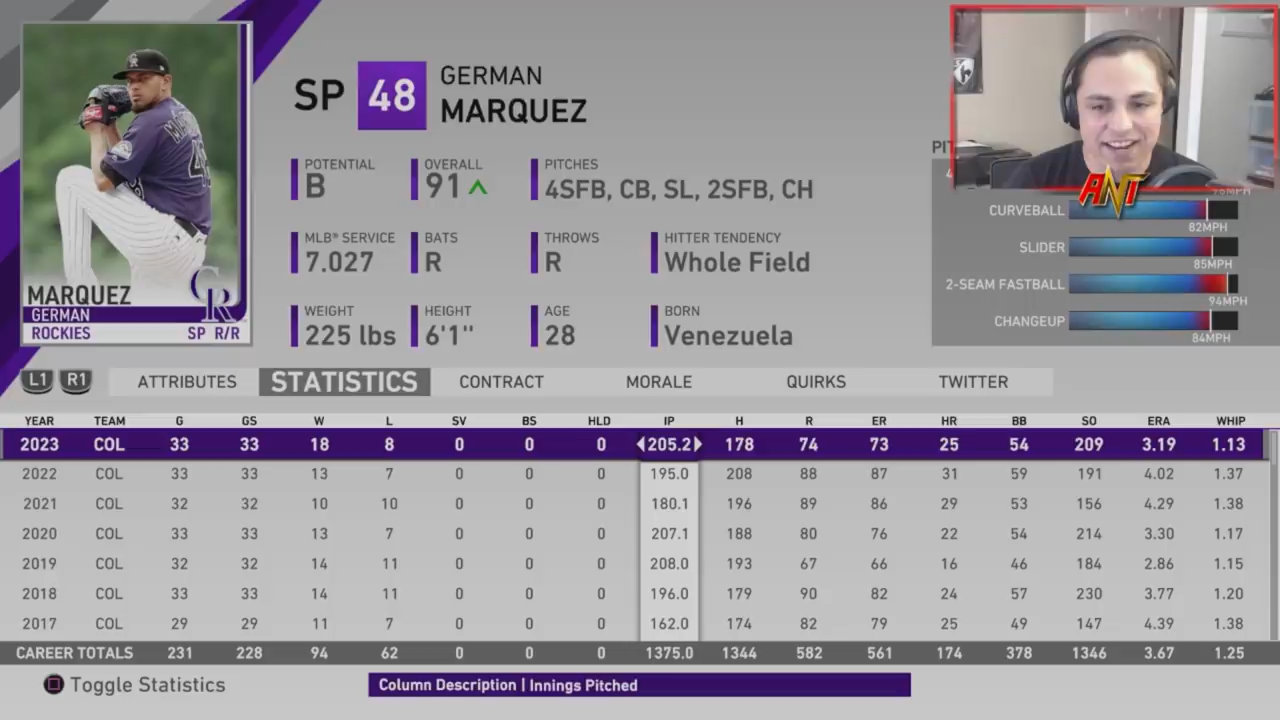 SP 48 GERMAN MARQUEZ
POTENTIAL OVERALL PITCHES
B 91 4SFB, CB, SL, 2SFB, CH
MLB® SERVICE BATS THROWS HITTER TENDENCY
7.027 R R Whole Field
WEIGHT HEIGHT AGE BORN
225 lbs 6'1" 28 Venezuela
MARQUEZ
GERMAN
ROCKIES SP R/R
ANT
CURVEBALL
82MPH
SLIDER
85MPH
2-SEAM FASTBALL
94MPH
CHANGEUP
84MPH
L1 R1 ATTRIBUTES STATISTICS CONTRACT MORALE QUIRKS TWITTER
YEAR TEAM G GS W L SV BS HLD IP H R ER HR BB SO ERA WHIP
2023 COL 33 33 18 8 0 0 0 205.2 178 74 73 25 54 209 3.19 1.13
2022 COL 33 33 13 7 0 0 0 195.0 208 88 87 31 59 191 4.02 1.37
2021 COL 32 32 10 10 0 0 0 180.1 196 89 86 29 53 156 4.29 1.38
2020 COL 33 33 13 7 0 0 0 207.1 188 80 76 22 54 214 3.30 1.17
2019 COL 32 32 14 11 0 0 0 208.0 193 67 66 16 46 184 2.86 1.15
2018 COL 33 33 14 11 0 0 0 196.0 179 90 82 24 57 230 3.77 1.20
2017 COL 29 29 11 7 0 0 0 162.0 174 82 79 25 49 147 4.39 1.38
CAREER TOTALS 231 228 94 62 0 0 0 1375.0 1344 582 561 174 378 1346 3.67 1.25
Toggle Statistics
Column Description | Innings Pitched